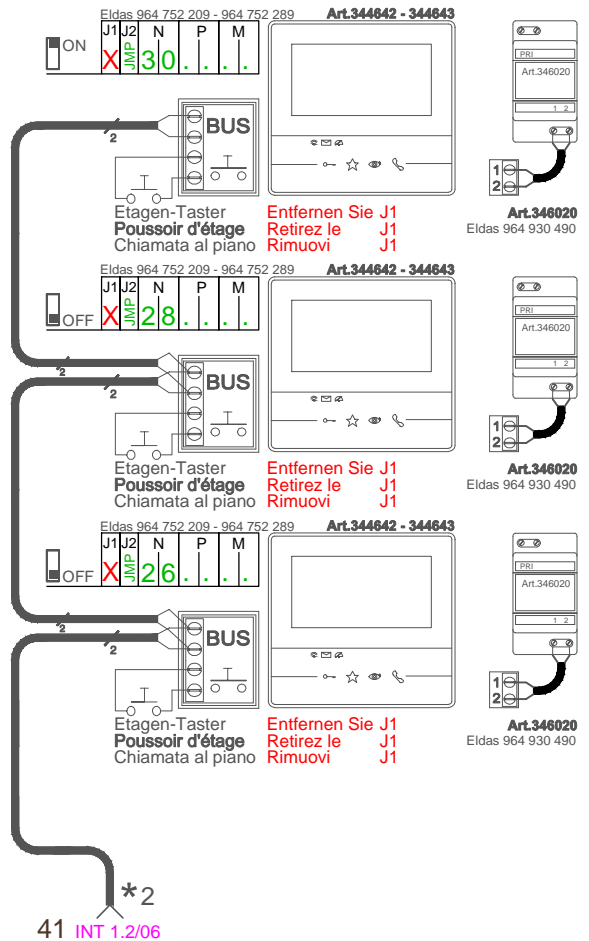 Eldas 964 752 209 - 964 752 289 Art.344642 - 344643
ON
J1 J2 N P M
X JMP 3 0 . . . .
PRI
Art.346020
1 2
BUS
2
1
2
Etagen-Taster Entfernen Sie J1
Poussoir d'étage Retirez le J1
Chiamata al piano Rimuovi J1
Art.346020
Eldas 964 930 490
Eldas 964 752 209 - 964 752 289 Art.344642 - 344643
J1 J2 N P M
OFF X JMP 2 8 . . . .
PRI
Art.346020
1 2
2
2
BUS
1
2
Etagen-Taster Entfernen Sie J1
Poussoir d'étage Retirez le J1
Chiamata al piano Rimuovi J1
Art.346020
Eldas 964 930 490
Eldas 964 752 209 - 964 752 289 Art.344642 - 344643
J1 J2 N P M
OFF X JMP 2 6 . . . .
PRI
Art.346020
1 2
2
2
BUS
1
2
Etagen-Taster Entfernen Sie J1
Poussoir d'étage Retirez le J1
Chiamata al piano Rimuovi J1
Art.346020
Eldas 964 930 490
*2
41 INT 1.2/06